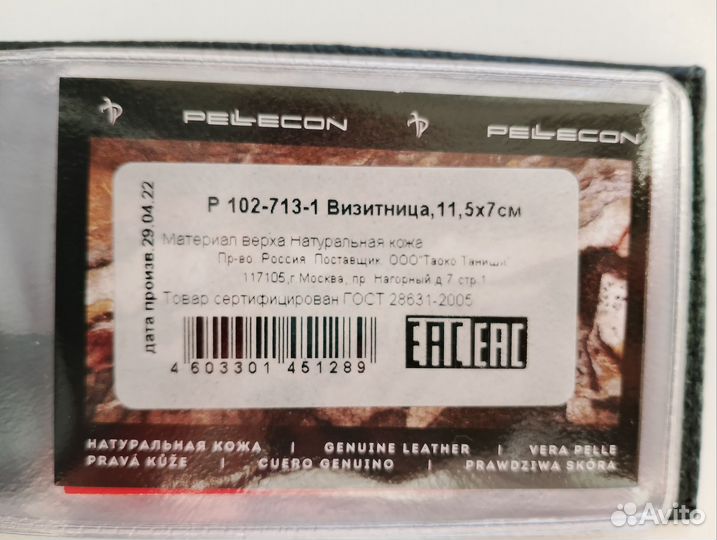 PELLECON PELLECON
P 102-713-1 Визитница,11,5х7см
Материал верха Натуральная кожа
Пр-во Россия Поставщик ООО"Таоко Таниши"
117105,г.Москва, пр. Нагорный д 7 стр 1
Товар сертифицирован ГОСТ 28631-2005
дата произв.29.04.22
4 603301 451289
EAC EAC
НАТУРАЛЬНАЯ КОЖА | GENUINE LEATHER | VERA PELLE
PRAVÁ KŮŽE | CUERO GENUINO | PRAWDZIWA SKÓRA
Avito